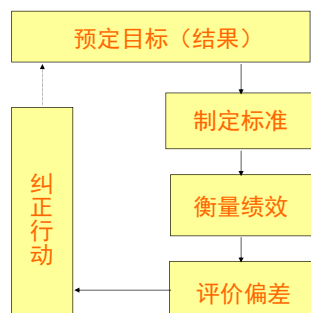 预定目标（结果）
制定标准
衡量绩效
评价偏差
纠正行动